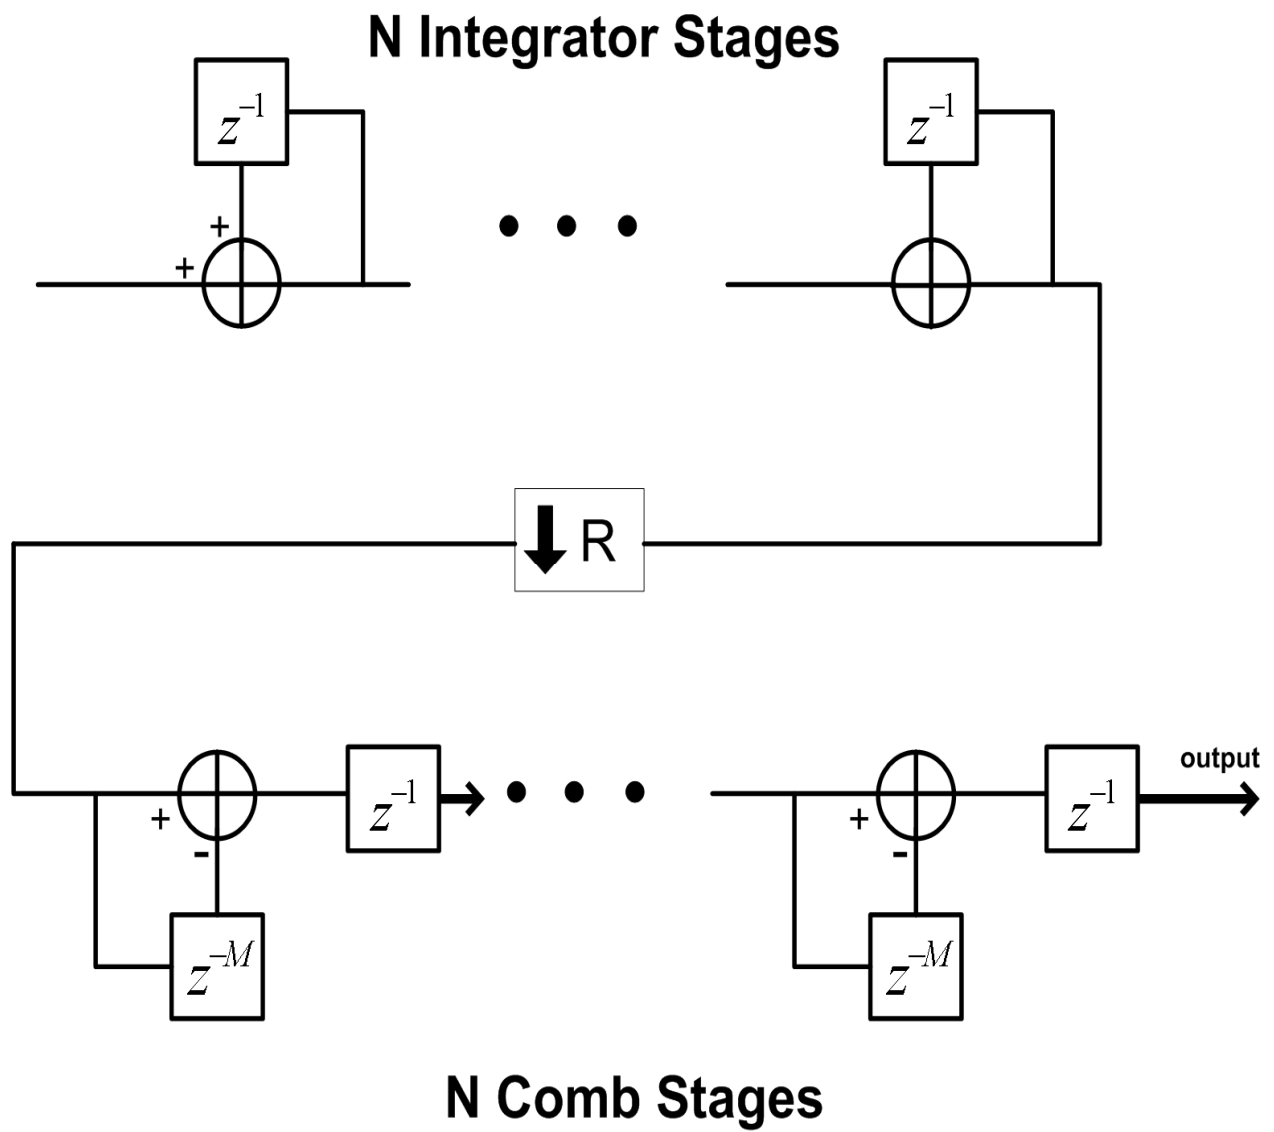 N Integrator Stages
z^{-1} z^{-1}
+
+
• • •
R
output
z^{-1} • • • z^{-1}
+ +
- -
z^{-M} z^{-M}
N Comb Stages